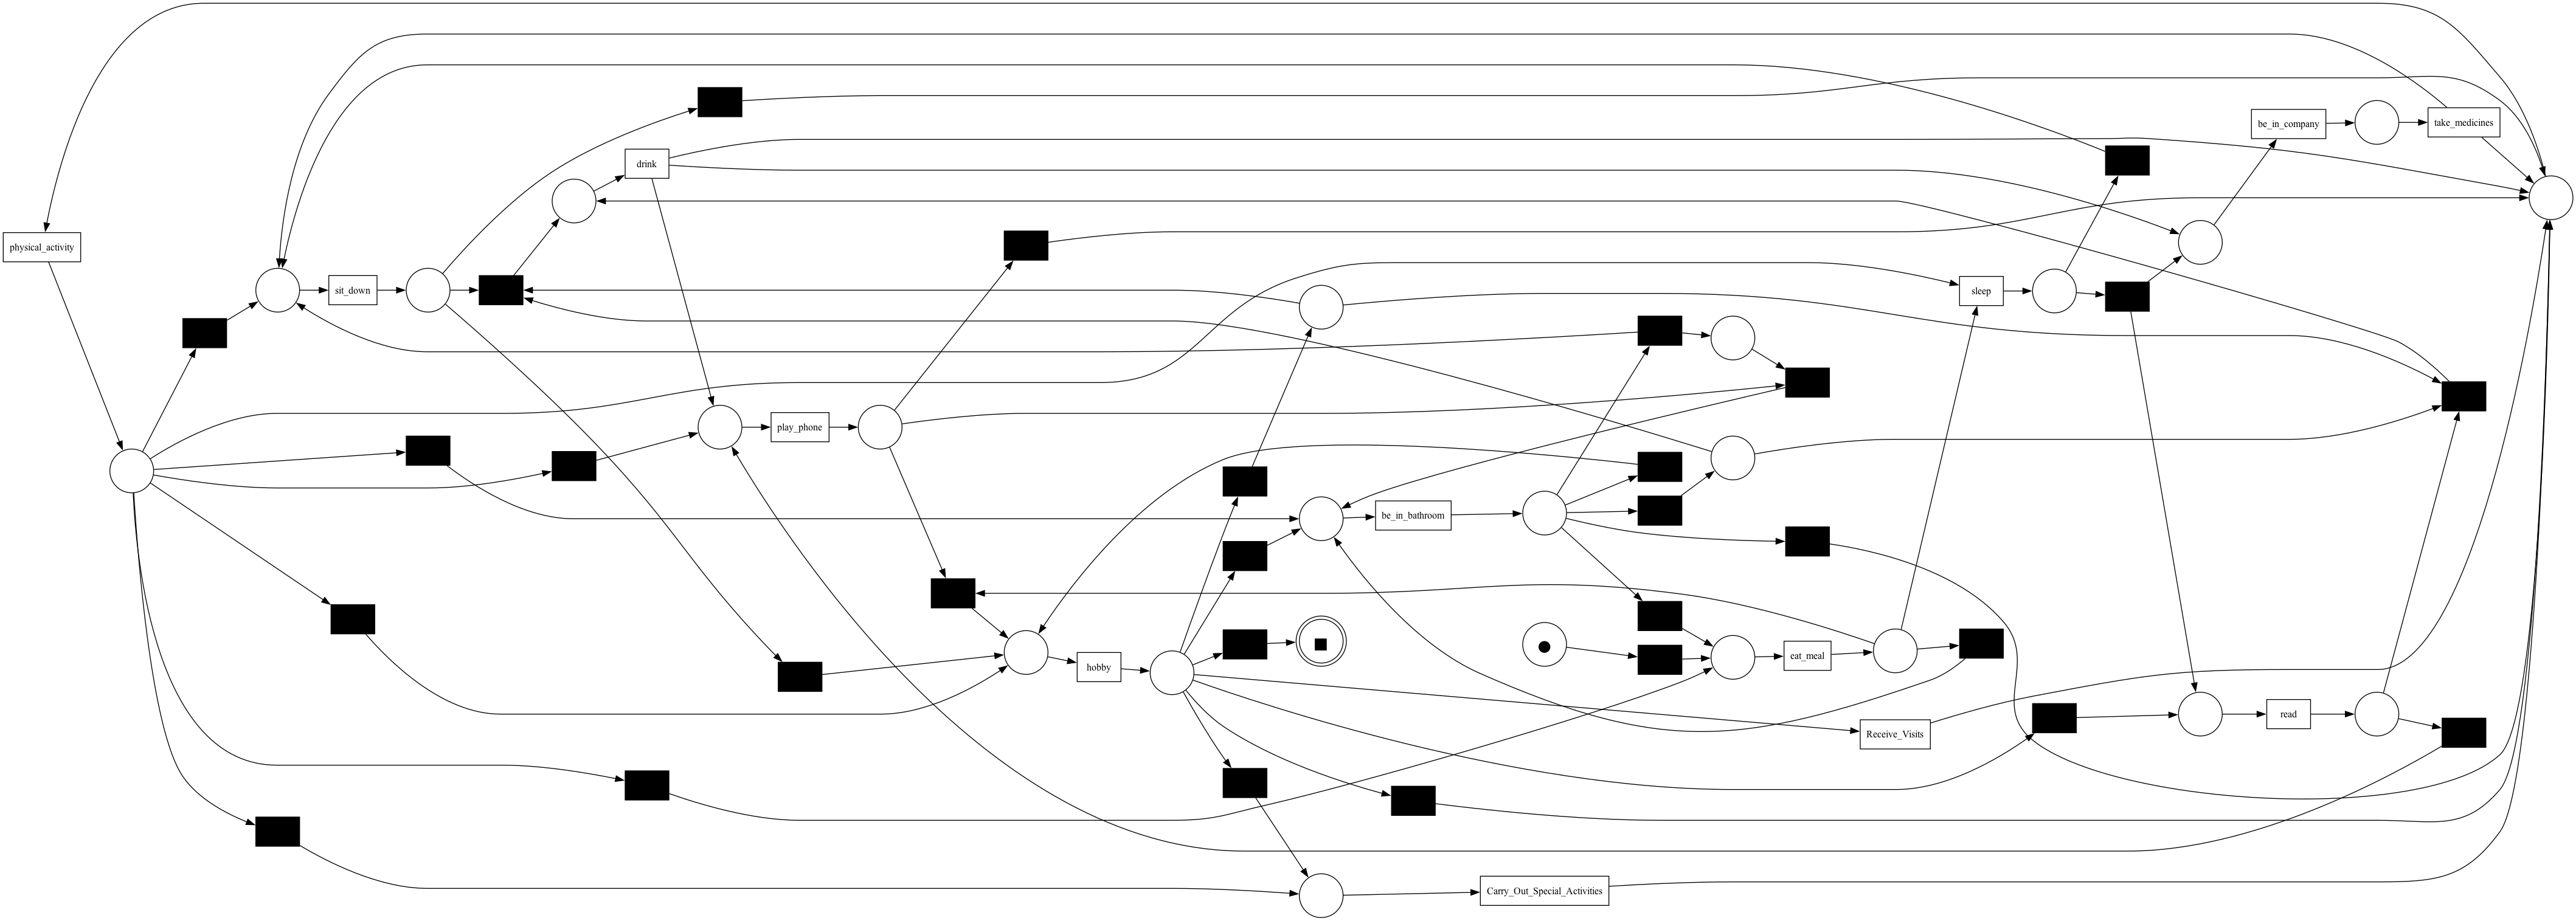 be_in_company
take_medicines
drink
physical_activity
sit_down
sleep
play_phone
be_in_bathroom
eat_meal
hobby
read
Receive_Visits
Carry_Out_Special_Activities